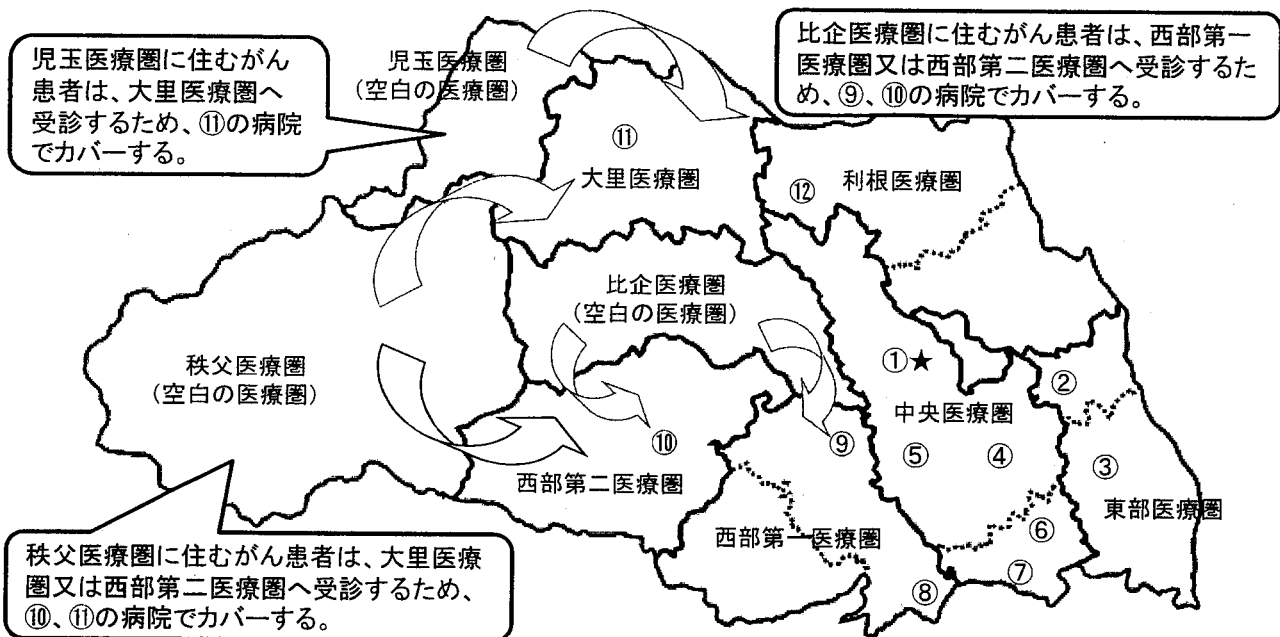 児玉医療圏に住むがん
患者は、大里医療圏へ
受診するため、⑪の病院
でカバーする。
児玉医療圏
(空白の医療圏)
比企医療圏に住むがん患者は、西部第一
医療圏又は西部第二医療圏へ受診するた
め、⑨、⑩の病院でカバーする。
⑪
大里医療圏
⑫
利根医療圏
比企医療圏
(空白の医療圏)
秩父医療圏
(空白の医療圏)
①★
②
中央医療圏
⑩
⑨
⑤
④
③
西部第二医療圏
東部医療圏
西部第一医療圏
⑥
⑦
⑧
秩父医療圏に住むがん患者は、大里医療
圏又は西部第二医療圏へ受診するため、
⑩、⑪の病院でカバーする。